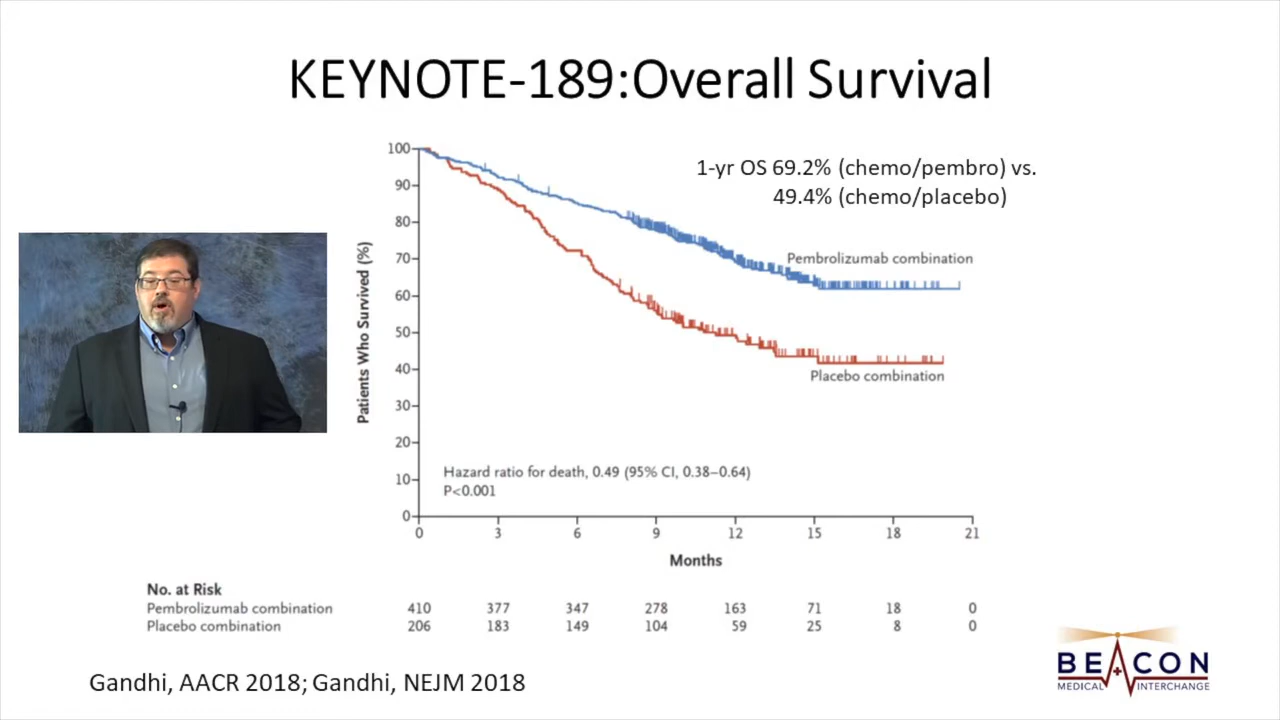 KEYNOTE-189:Overall Survival
1-yr OS 69.2% (chemo/pembro) vs.
49.4% (chemo/placebo)
Patients Who Survived (%)
100
90
80
70
60
50
40
30
20
10
0
Pembrolizumab combination
Placebo combination
Hazard ratio for death, 0.49 (95% CI, 0.38–0.64)
P<0.001
0 3 6 9 12 15 18 21
Months
No. at Risk
Pembrolizumab combination 410 377 347 278 163 71 18 0
Placebo combination 206 183 149 104 59 25 8 0
Gandhi, AACR 2018; Gandhi, NEJM 2018
BEACON
MEDICAL INTERCHANGE